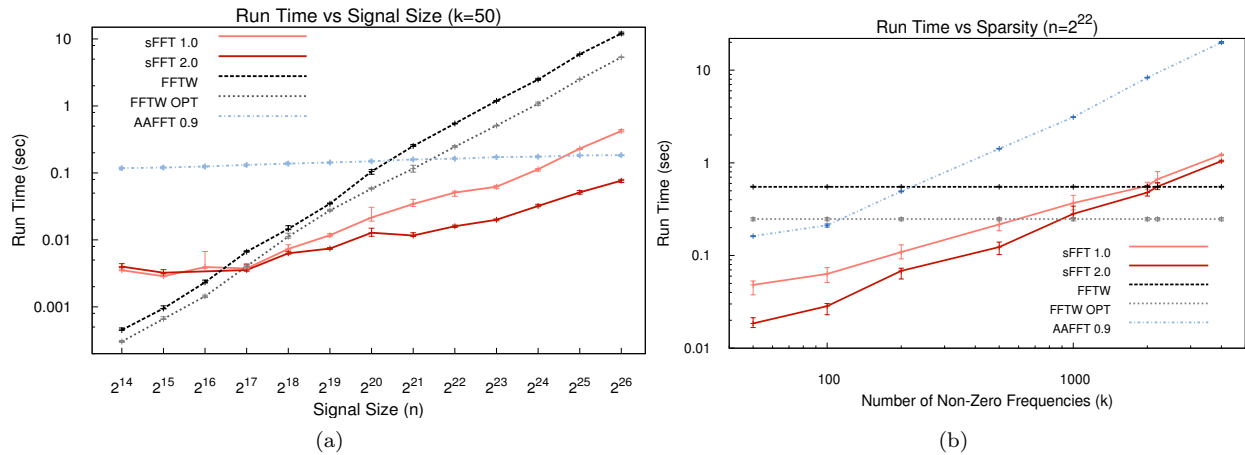 Run Time vs Signal Size (k=50)
Run Time (sec)
10
1
0.1
0.01
0.001
sFFT 1.0
sFFT 2.0
FFTW
FFTW OPT
AAFFT 0.9
2^14 2^15 2^16 2^17 2^18 2^19 2^20 2^21 2^22 2^23 2^24 2^25 2^26
Signal Size (n)
(a)
Run Time vs Sparsity (n=2^22)
Run Time (sec)
10
1
0.1
0.01
sFFT 1.0
sFFT 2.0
FFTW
FFTW OPT
AAFFT 0.9
100 1000
Number of Non-Zero Frequencies (k)
(b)